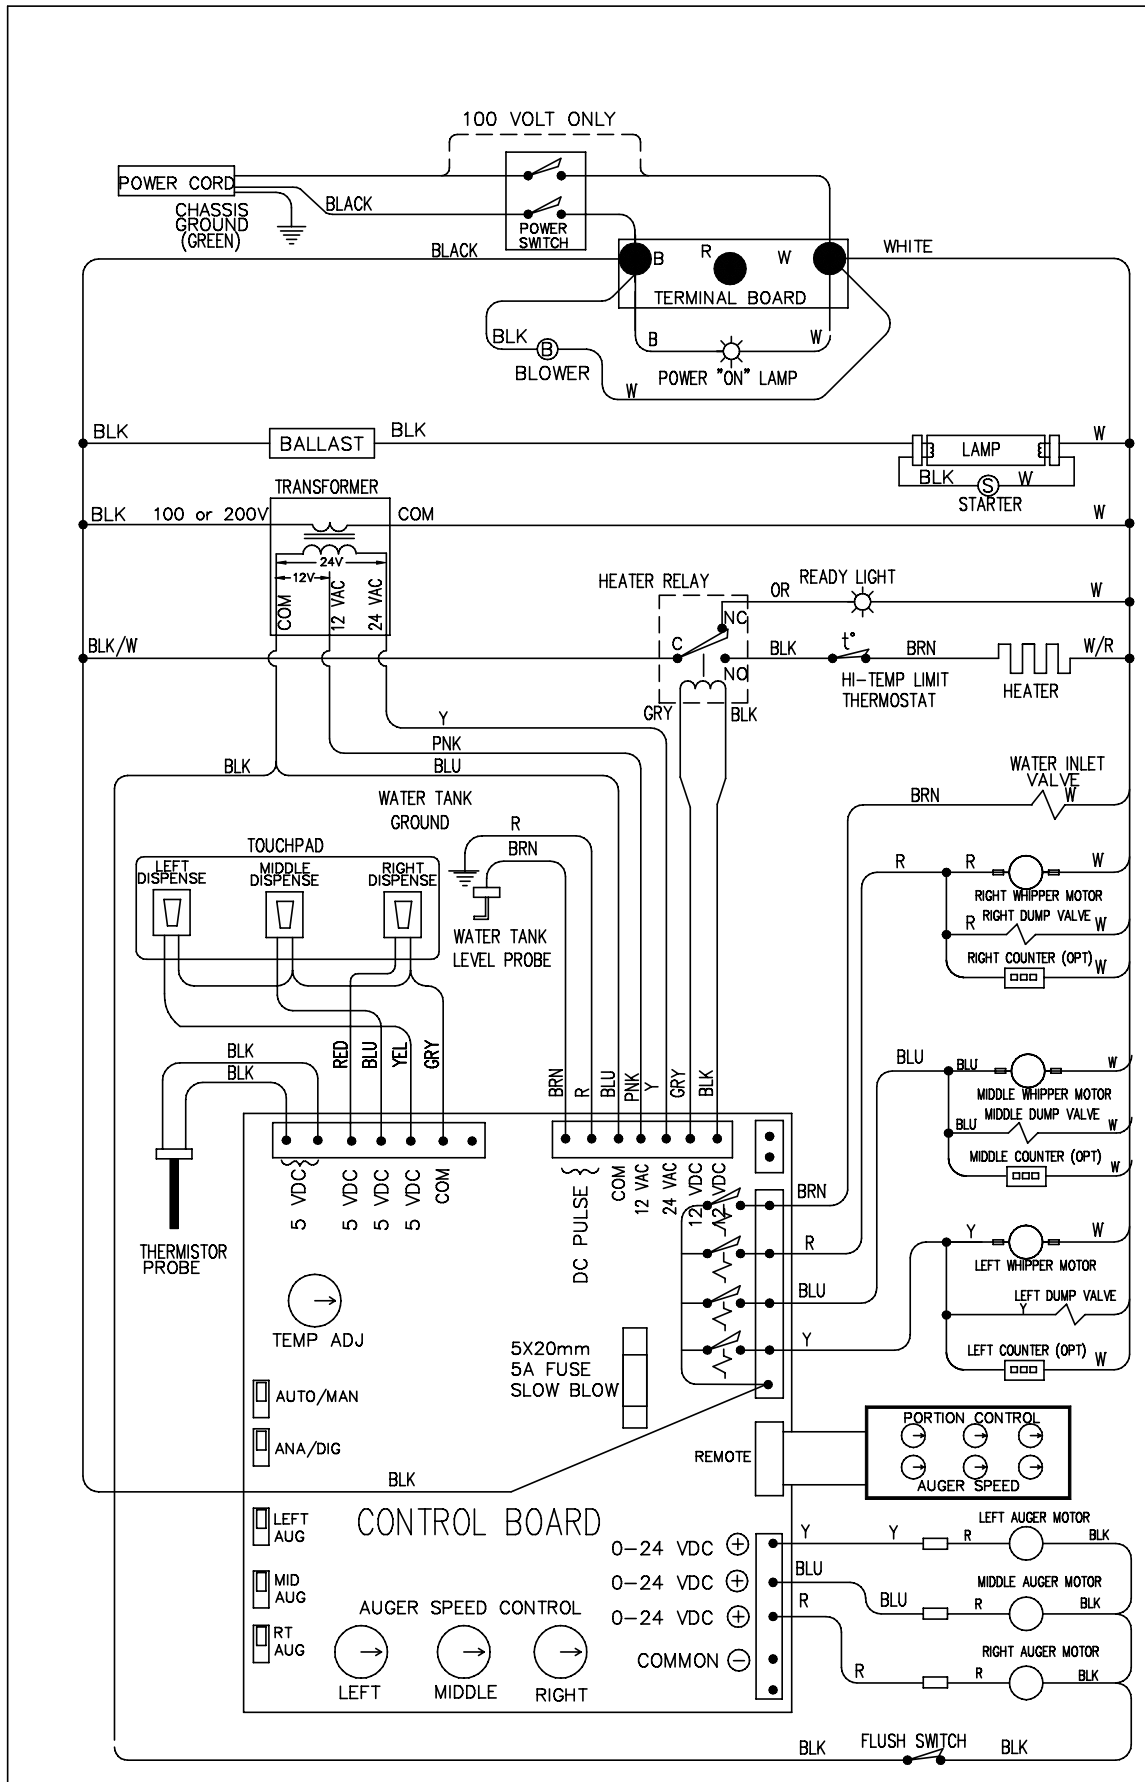 100 VOLT ONLY
POWER CORD
CHASSIS
GROUND
(GREEN)
BLACK
POWER
SWITCH
BLACK
B
R
W
WHITE
TERMINAL BOARD
BLK
B
BLOWER
B
W
POWER "ON" LAMP
W
BLK
BALLAST
BLK
LAMP
W
BLK
S
W
STARTER
TRANSFORMER
BLK
100 or 200V
COM
W
24V
12V
COM
12 VAC
24 VAC
HEATER RELAY
READY LIGHT
OR
W
NC
BLK/W
C
NO
BLK
t°
BRN
W/R
HI-TEMP LIMIT
THERMOSTAT
HEATER
GRY
BLK
Y
PNK
BLK
BLU
WATER INLET
VALVE
BRN
W
WATER TANK
GROUND
R
BRN
TOUCHPAD
LEFT
DISPENSE
MIDDLE
DISPENSE
RIGHT
DISPENSE
WATER TANK
LEVEL PROBE
R
R
W
RIGHT WHIPPER MOTOR
RIGHT DUMP VALVE
R
W
RIGHT COUNTER (OPT)
W
BLK
BLK
RED
BLU
YEL
GRY
BRN
R
BLU
PNK
Y
GRY
BLK
BLU
BLU
W
MIDDLE WHIPPER MOTOR
MIDDLE DUMP VALVE
BLU
W
MIDDLE COUNTER (OPT)
W
5 VDC
5 VDC
5 VDC
5 VDC
COM
DC PULSE
COM
12 VAC
24 VAC
12 VDC
12 VDC
BRN
R
BLU
Y
THERMISTOR
PROBE
Y
W
LEFT WHIPPER MOTOR
LEFT DUMP VALVE
Y
LEFT COUNTER (OPT)
W
TEMP ADJ
5X20mm
5A FUSE
SLOW BLOW
AUTO/MAN
ANA/DIG
REMOTE
PORTION CONTROL
AUGER SPEED
BLK
CONTROL BOARD
LEFT
AUG
MID
AUG
RT
AUG
AUGER SPEED CONTROL
LEFT
MIDDLE
RIGHT
0-24 VDC +
0-24 VDC +
0-24 VDC +
COMMON -
LEFT AUGER MOTOR
Y
Y
R
BLK
BLU
MIDDLE AUGER MOTOR
BLU
R
BLK
R
RIGHT AUGER MOTOR
R
R
BLK
BLK
FLUSH SWITCH
BLK